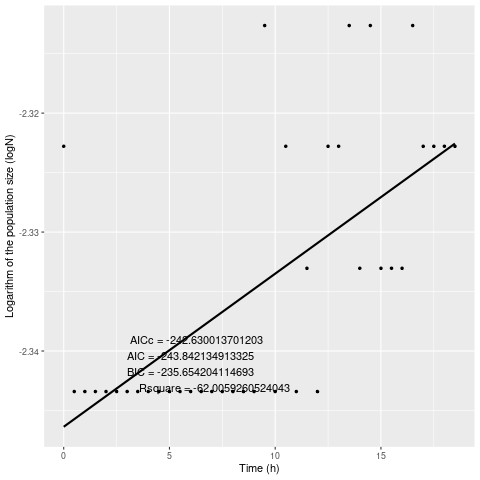 -2.32
-2.33
-2.34
Logarithm of the population size (logN)
AICc = -242.630013701203
AIC = -243.842134913325
BIC = -235.654204114693
Rsquare = -62.0059260524043
0 5 10 15
Time (h)